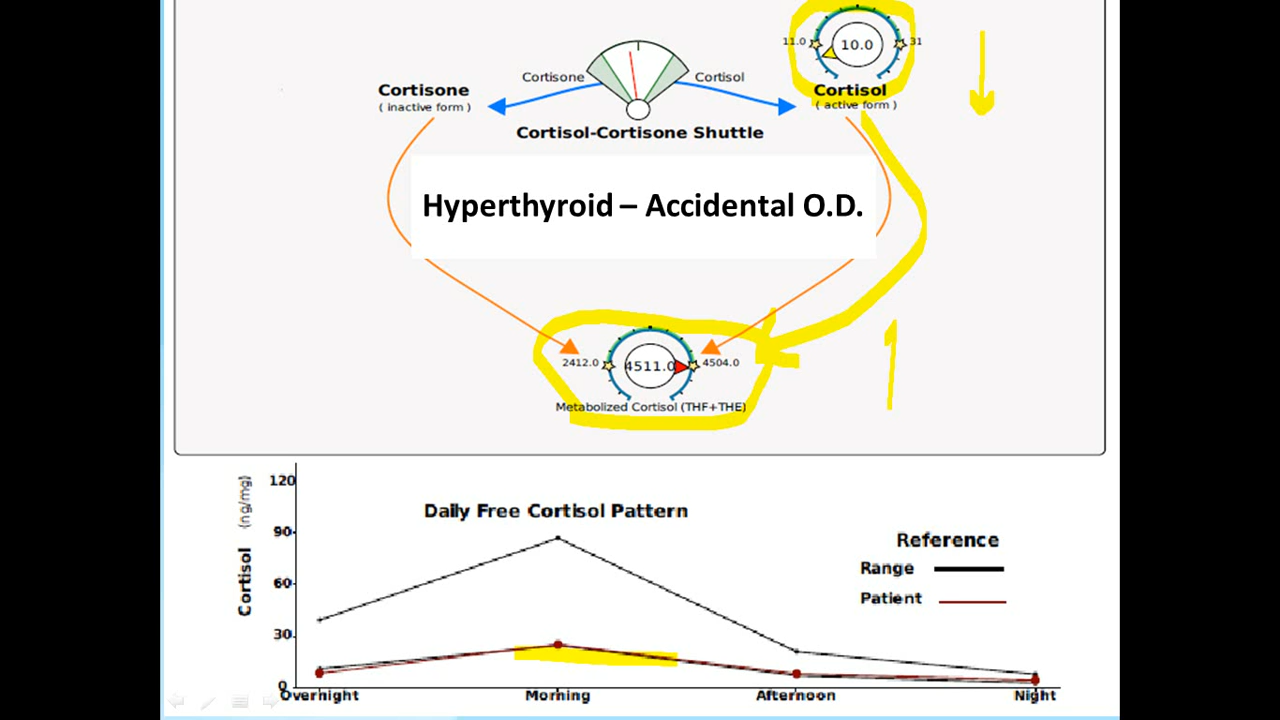 11.0 10.0 31
Cortisone Cortisol
Cortisone Cortisol
( inactive form ) ( active form )
Cortisol-Cortisone Shuttle
Hyperthyroid – Accidental O.D.
2412.0 4511.0 4504.0
Metabolized Cortisol (THF+THE)
120
Daily Free Cortisol Pattern
90
Reference
Range
60
Patient
30
0
Cortisol (ng/mg)
Overnight Morning Afternoon Night